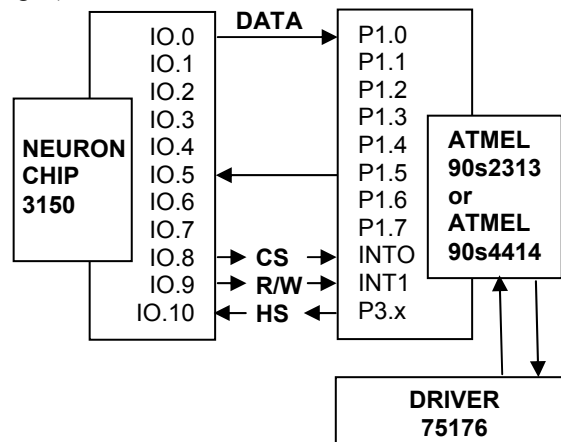 DATA
IO.0
IO.1
IO.2
IO.3
IO.4
IO.5
IO.6
IO.7
IO.8
IO.9
IO.10
NEURON
CHIP
3150
CS
R/W
HS
P1.0
P1.1
P1.2
P1.3
P1.4
P1.5
P1.6
P1.7
INTO
INT1
P3.x
ATMEL
90s2313
or
ATMEL
90s4414
DRIVER
75176